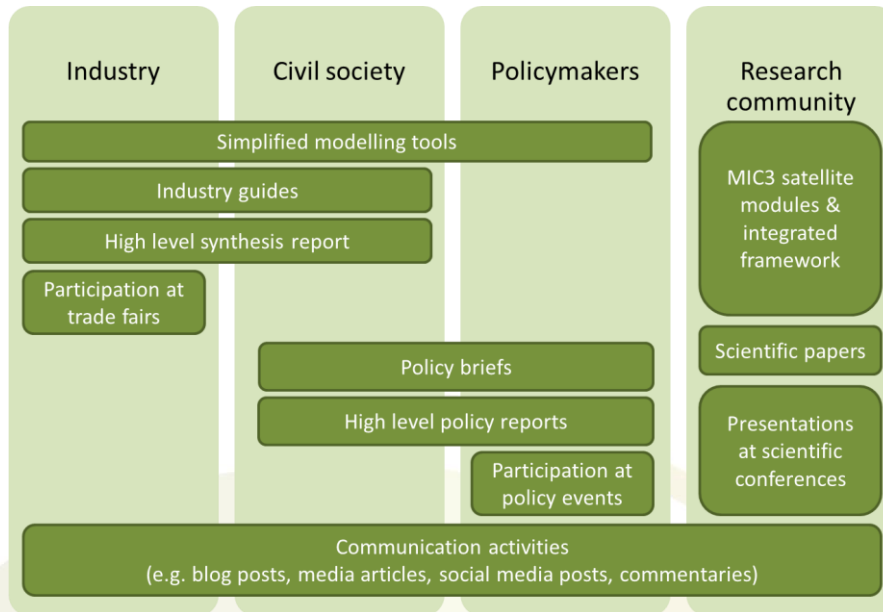 Industry
Civil society
Policymakers
Research
community
Simplified modelling tools
Industry guides
High level synthesis report
Participation at
trade fairs
Policy briefs
High level policy reports
Participation at
policy events
MIC3 satellite
modules &
integrated
framework
Scientific papers
Presentations
at scientific
conferences
Communication activities
(e.g. blog posts, media articles, social media posts, commentaries)